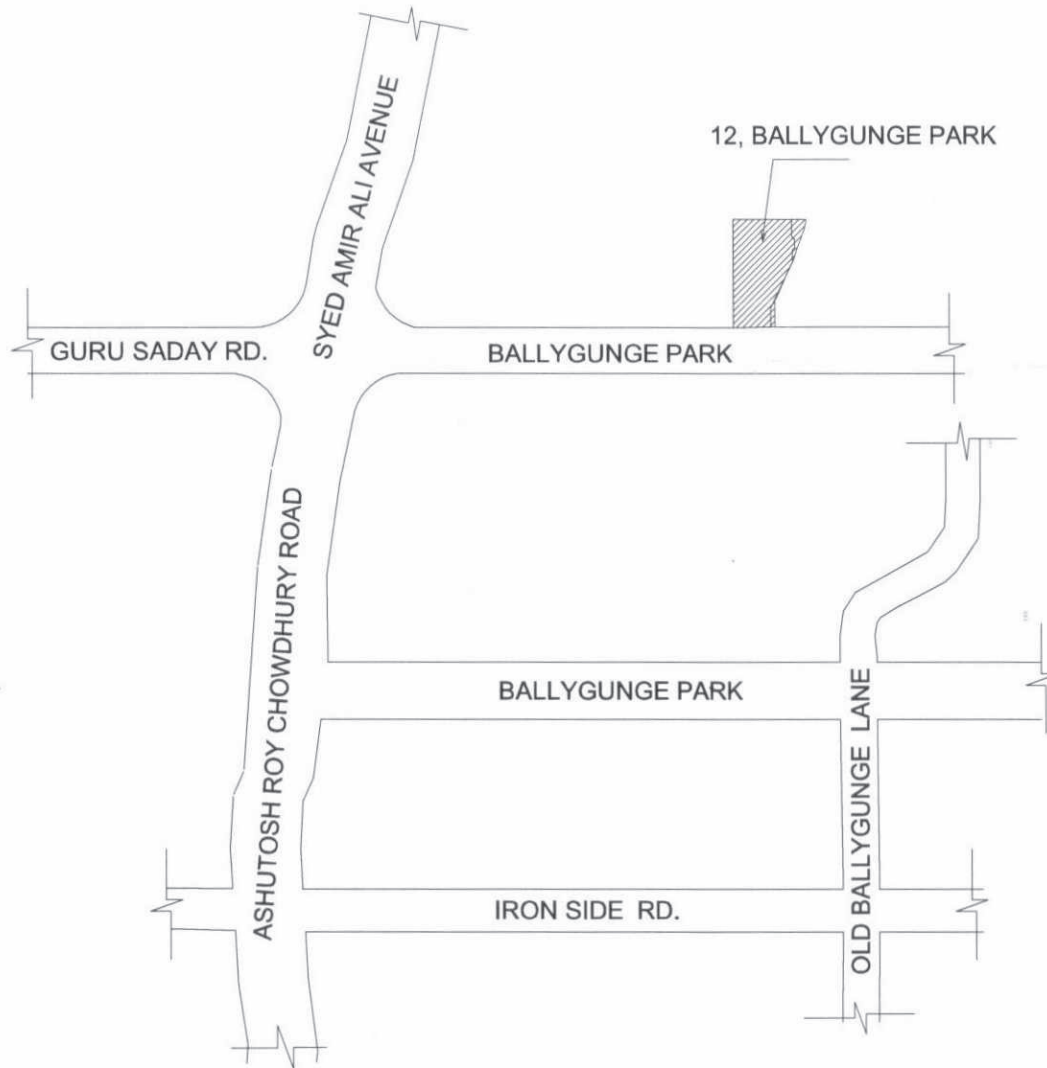 SYED AMIR ALI AVENUE
12, BALLYGUNGE PARK
GURU SADAY RD.
BALLYGUNGE PARK
ASHUTOSH ROY CHOWDHURY ROAD
BALLYGUNGE PARK
OLD BALLYGUNGE LANE
IRON SIDE RD.